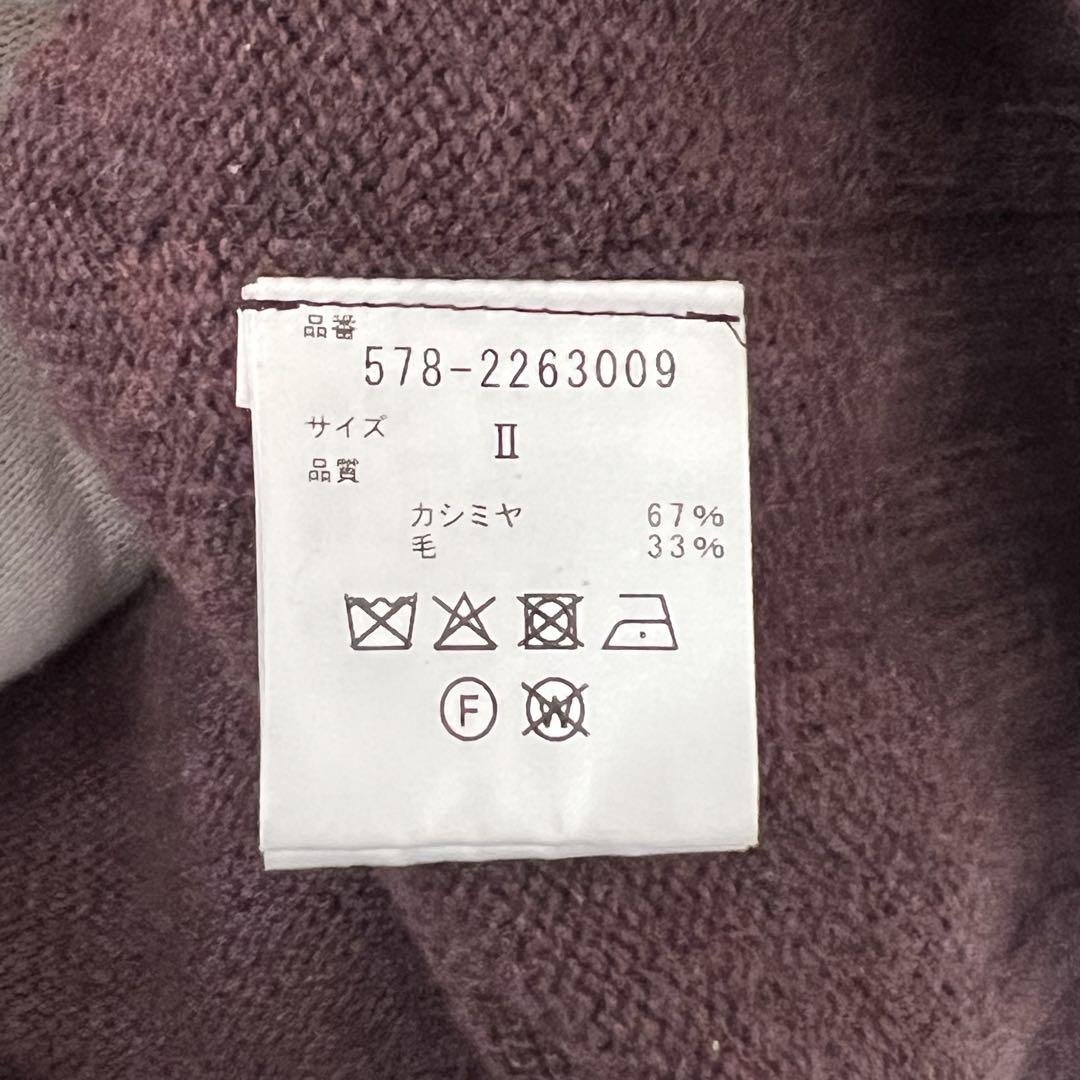 品番
578-2263009
サイズ II
品質
カシミヤ 67%
毛 33%
F W